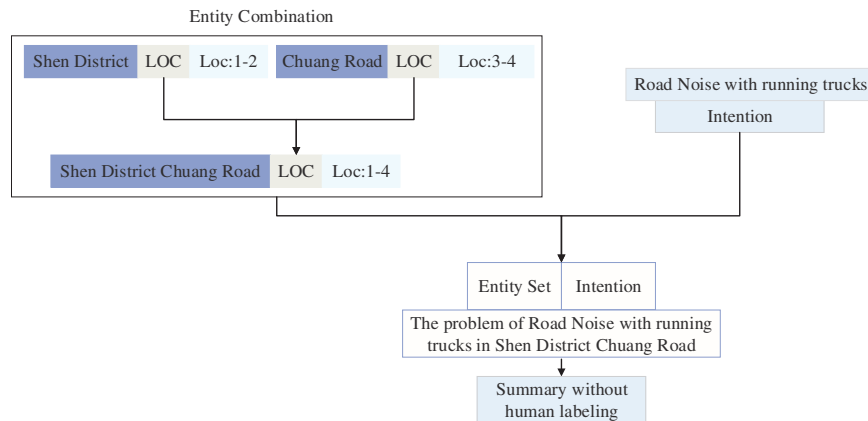 Entity Combination
Shen District LOC Loc:1-2 Chuang Road LOC Loc:3-4
Road Noise with running trucks
Intention
Shen District Chuang Road LOC Loc:1-4
Entity Set Intention
The problem of Road Noise with running
trucks in Shen District Chuang Road
Summary without
human labeling